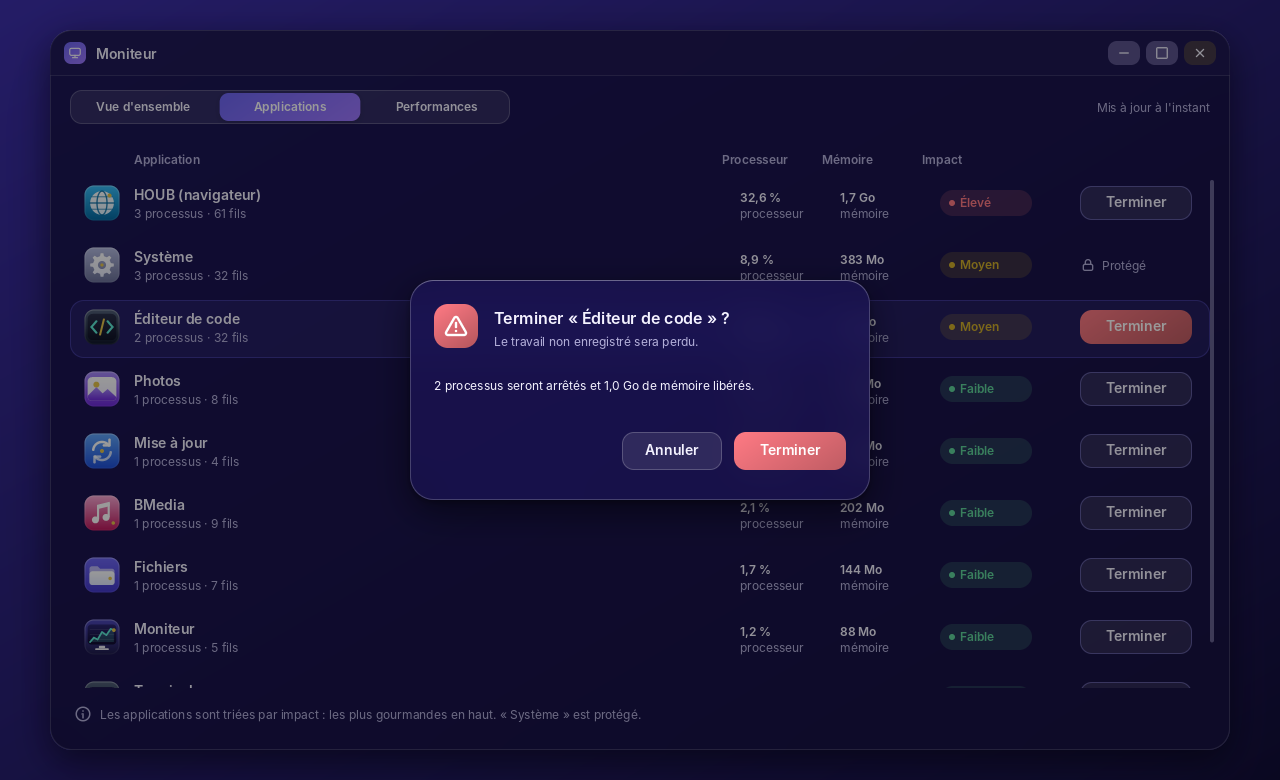 Moniteur
Vue d'ensemble
Applications
Performances
Mis à jour à l'instant
Application
Processeur
Mémoire
Impact
HOUB (navigateur)
3 processus · 61 fils
32,6 %
processeur
1,7 Go
mémoire
Élevé
Terminer
Système
3 processus · 32 fils
8,9 %
processeur
383 Mo
mémoire
Moyen
Protégé
Éditeur de code
2 processus · 32 fils
Moyen
Terminer
Terminer « Éditeur de code » ?
Le travail non enregistré sera perdu.
2 processus seront arrêtés et 1,0 Go de mémoire libérés.
Annuler
Terminer
Photos
1 processus · 8 fils
Mo
Faible
Terminer
Mise à jour
1 processus · 4 fils
Mo
Faible
Terminer
BMedia
1 processus · 9 fils
2,1 %
processeur
202 Mo
mémoire
Faible
Terminer
Fichiers
1 processus · 7 fils
1,7 %
processeur
144 Mo
mémoire
Faible
Terminer
Moniteur
1 processus · 5 fils
1,2 %
processeur
88 Mo
mémoire
Faible
Terminer
Les applications sont triées par impact : les plus gourmandes en haut. « Système » est protégé.